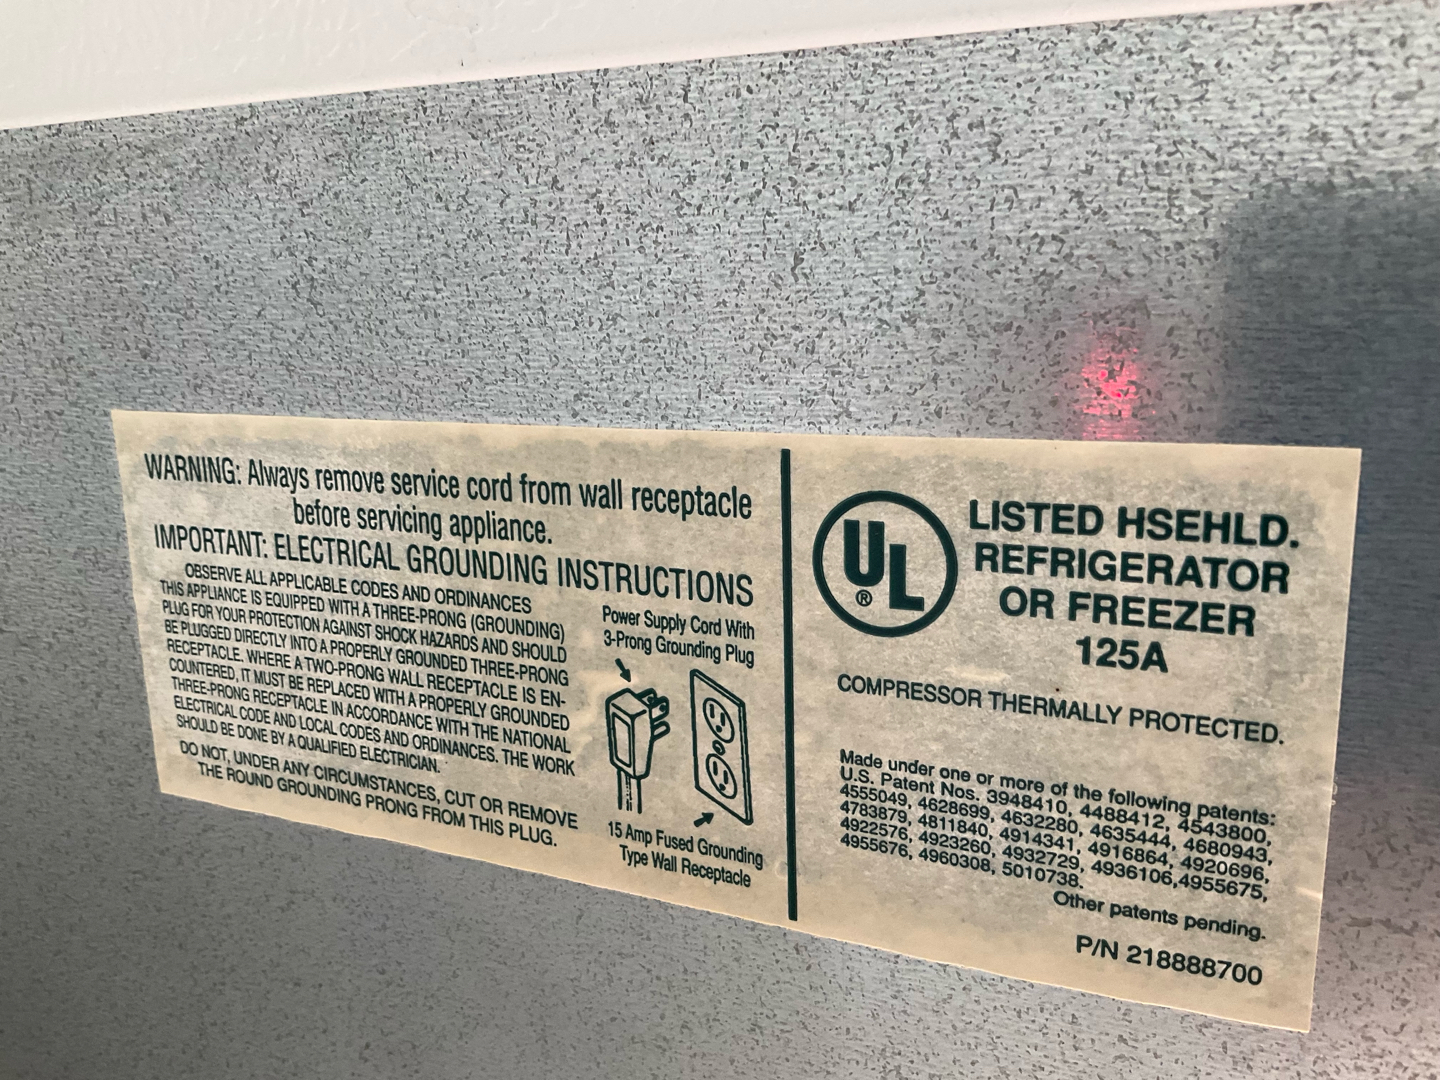 WARNING: Always remove service cord from wall receptacle
before servicing appliance.
IMPORTANT: ELECTRICAL GROUNDING INSTRUCTIONS
OBSERVE ALL APPLICABLE CODES AND ORDINANCES
THIS APPLIANCE IS EQUIPPED WITH A THREE-PRONG (GROUNDING)
PLUG FOR YOUR PROTECTION AGAINST SHOCK HAZARDS AND SHOULD
BE PLUGGED DIRECTLY INTO A PROPERLY GROUNDED THREE-PRONG
RECEPTACLE. WHERE A TWO-PRONG WALL RECEPTACLE IS EN-
COUNTERED, IT MUST BE REPLACED WITH A PROPERLY GROUNDED
THREE-PRONG RECEPTACLE IN ACCORDANCE WITH THE NATIONAL
ELECTRICAL CODE AND LOCAL CODES AND ORDINANCES. THE WORK
SHOULD BE DONE BY A QUALIFIED ELECTRICIAN.
DO NOT, UNDER ANY CIRCUMSTANCES, CUT OR REMOVE
THE ROUND GROUNDING PRONG FROM THIS PLUG.
Power Supply Cord With
3-Prong Grounding Plug
15 Amp Fused Grounding
Type Wall Receptacle
UL ®
LISTED HSEHLD.
REFRIGERATOR
OR FREEZER
125A
COMPRESSOR THERMALLY PROTECTED.
Made under one or more of the following patents:
U.S. Patent Nos. 3948410, 4488412, 4543800,
4555049, 4628699, 4632280, 4635444, 4680943,
4783879, 4811840, 4914341, 4916864, 4920696,
4922576, 4923260, 4932729, 4936106,4955675,
4955676, 4960308, 5010738.
Other patents pending.
P/N 218888700